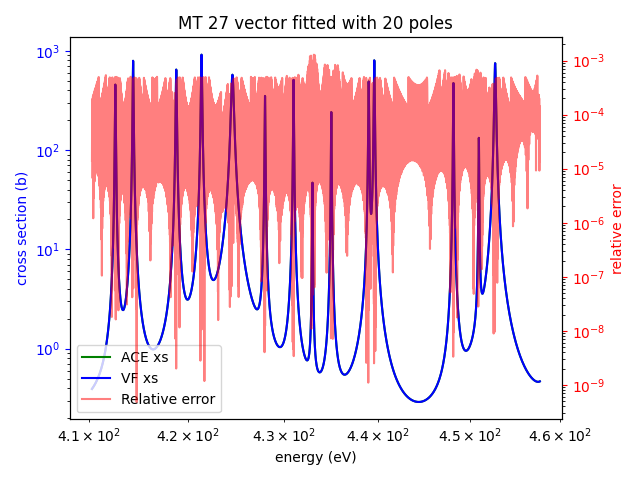 MT 27 vector fitted with 20 poles
10³
10²
10¹
10⁰
cross section (b)
10⁻³
10⁻⁴
10⁻⁵
10⁻⁶
10⁻⁷
10⁻⁸
10⁻⁹
relative error
ACE xs
VF xs
Relative error
4.1 × 10² 4.2 × 10² 4.3 × 10² 4.4 × 10² 4.5 × 10² 4.6 × 10²
energy (eV)